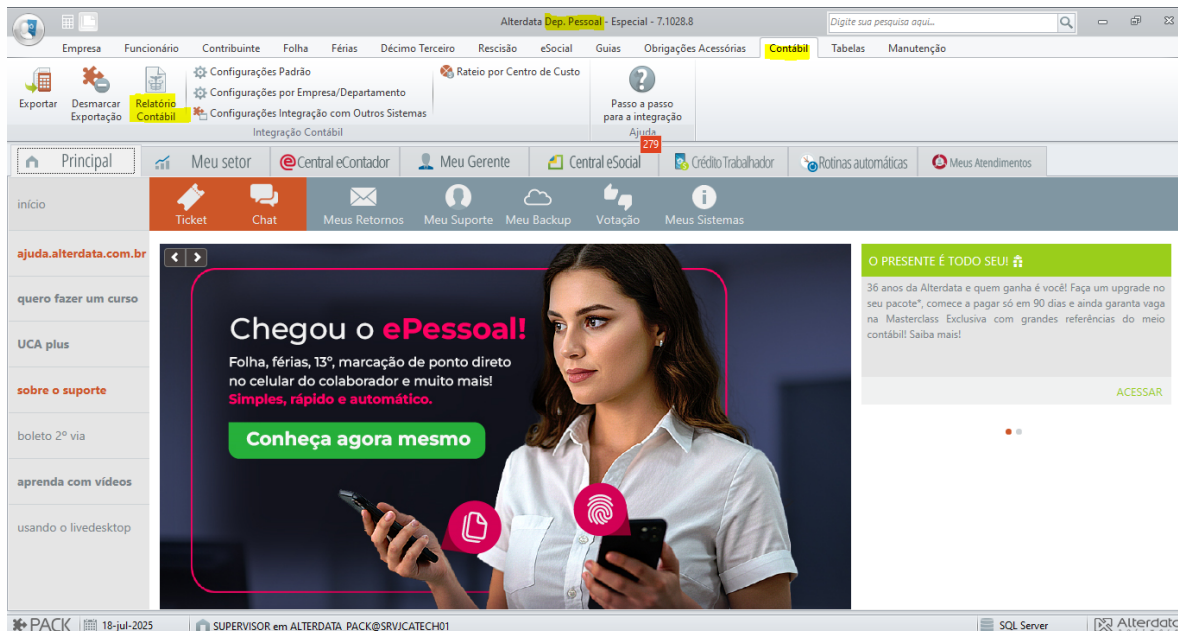 Alterdata Dep. Pessoal - Especial - 7.1028.8
Digite sua pesquisa aqui...
Empresa Funcionário Contribuinte Folha Férias Décimo Terceiro Rescisão eSocial Guias Obrigações Acessórias Contábil Tabelas Manutenção
Exportar
Desmarcar Exportação
Relatório Contábil
Configurações Padrão
Configurações por Empresa/Departamento
Configurações Integração com Outros Sistemas
Integração Contábil
Rateio por Centro de Custo
Passo a passo
para a integração
Ajuda
279
Principal Meu setor Central eContador Meu Gerente Central eSocial Crédito Trabalhador Rotinas automáticas Meus Atendimentos
início
Ticket Chat Meus Retornos Meu Suporte Meu Backup Votação Meus Sistemas
ajuda.alterdata.com.br
quero fazer um curso
UCA plus
sobre o suporte
boleto 2º via
aprenda com vídeos
usando o livedesktop
Chegou o ePessoal!
Folha, férias, 13º, marcação de ponto direto
no celular do colaborador e muito mais!
Simples, rápido e automático.
Conheça agora mesmo
O PRESENTE É TODO SEU!
36 anos da Alterdata e quem ganha é você! Faça um upgrade no
seu pacote*, comece a pagar só em 90 dias e ainda garanta vaga
na Masterclass Exclusiva com grandes referências do meio
contábil! Saiba mais!
ACESSAR
PACK 18-jul-2025 SUPERVISOR em ALTERDATA_PACK@SRVJCATECH01 SQL Server Alterdata